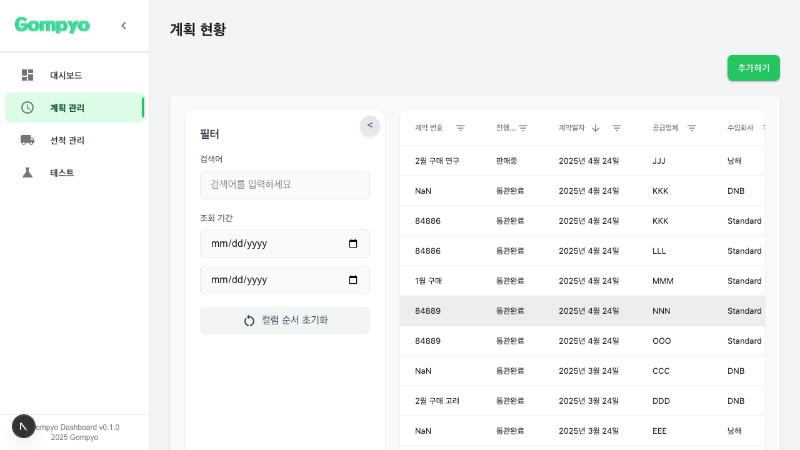 Gompyo
대시보드
계획 관리
선적 관리
테스트
N
ompyo Dashboard v0.1.0
2025 Gompyo
계획 현황
추가하기
필터
<
검색어
검색어를 입력하세요
조회 기간
mm/dd/yyyy
mm/dd/yyyy
컬럼 순서 초기화
계약 번호 진행... 계약일자 공급업체 수입회사
2월 구매 연구 판매중 2025년 4월 24일 JJJ 남해
NaN 통관완료 2025년 4월 24일 KKK DNB
84886 통관완료 2025년 4월 24일 KKK Standard
84886 통관완료 2025년 4월 24일 LLL Standard
1월 구매 통관완료 2025년 4월 24일 MMM Standard
84889 통관완료 2025년 4월 24일 NNN Standard
84889 통관완료 2025년 4월 24일 OOO Standard
NaN 통관완료 2025년 3월 24일 CCC DNB
2월 구매 고려 통관완료 2025년 3월 24일 DDD DNB
NaN 통관완료 2025년 3월 24일 EEE 남해